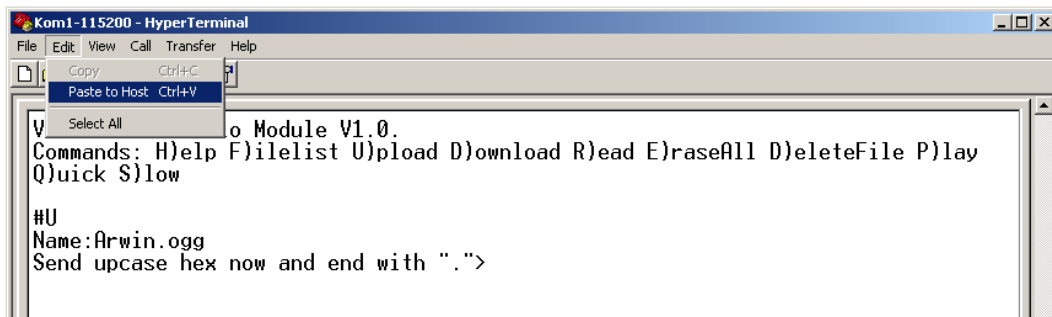 Kom1-115200 - HyperTerminal
File Edit View Call Transfer Help
Copy Ctrl+C
Paste to Host Ctrl+V
Select All
V o Module V1.0.
Commands: H)elp F)ilelist U)pload D)ownload R)ead E)raseAll D)eleteFile P)lay
Q)uick S)low
#U
Name:Arwin.ogg
Send upcase hex now and end with ".">